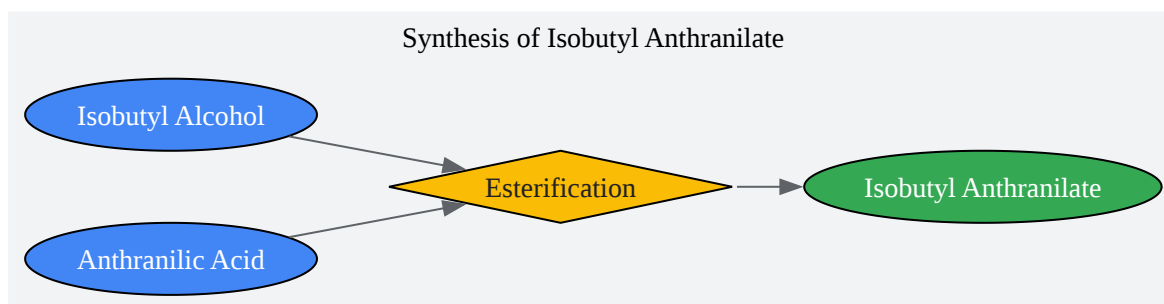 Synthesis of Isobutyl Anthranilate
Isobutyl Alcohol
Anthranilic Acid
Esterification
Isobutyl Anthranilate